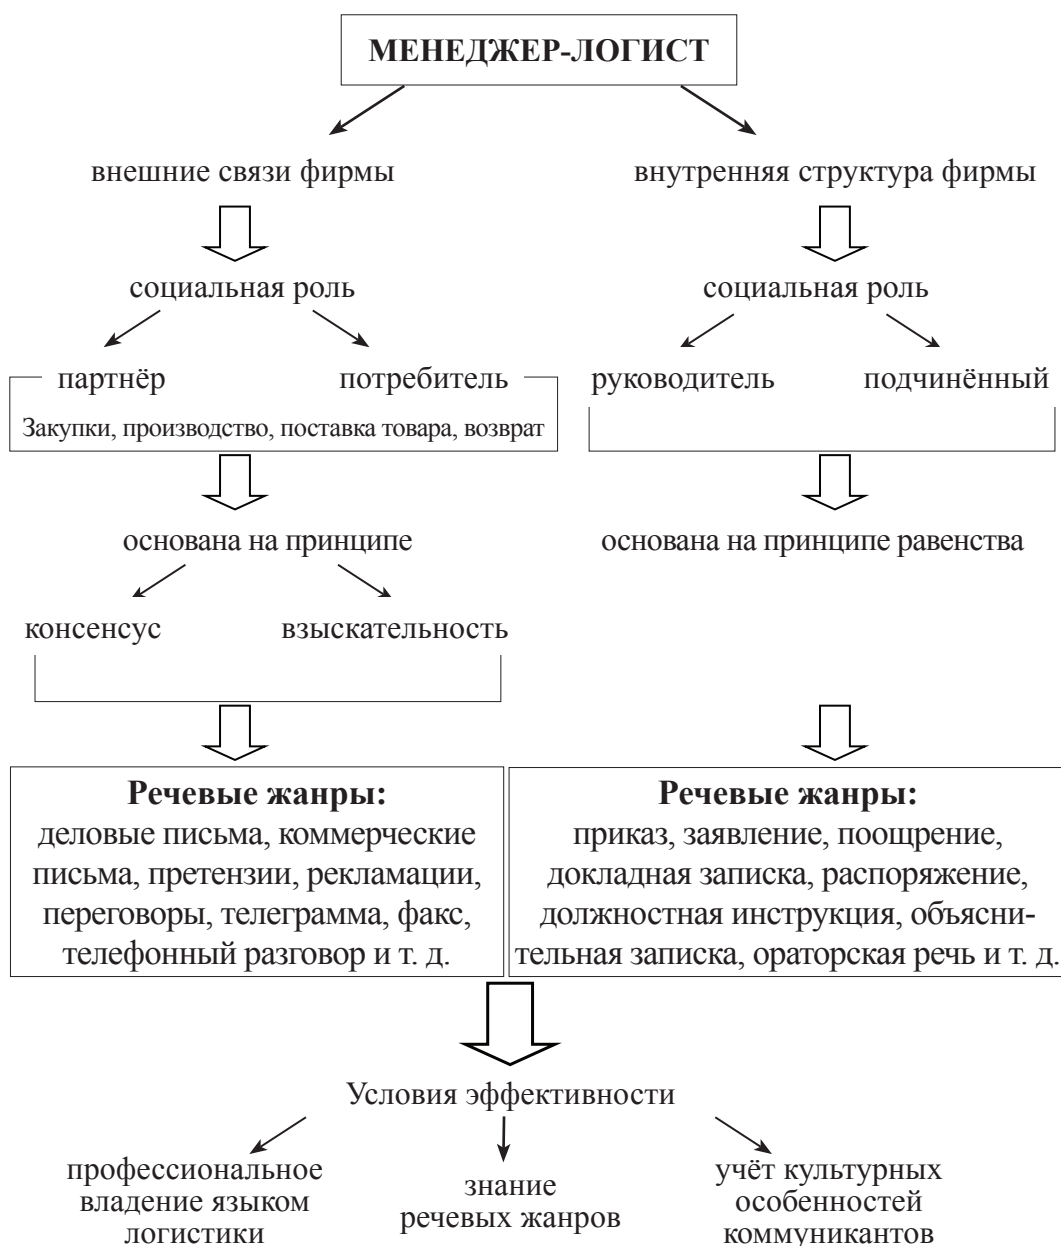 МЕНЕДЖЕР-ЛОГИСТ
внешние связи фирмы
внутренняя структура фирмы
социальная роль
социальная роль
партнёр
потребитель
руководитель
подчинённый
Закупки, производство, поставка товара, возврат
основана на принципе
основана на принципе равенства
консенсус
взыскательность
Речевые жанры:
деловые письма, коммерческие
письма, претензии, рекламации,
переговоры, телеграмма, факс,
телефонный разговор и т. д.
Речевые жанры:
приказ, заявление, поощрение,
докладная записка, распоряжение,
должностная инструкция, объясни-
тельная записка, ораторская речь и т. д.
Условия эффективности
профессиональное
владение языком
логистики
знание
речевых жанров
учёт культурных
особенностей
коммуникантов